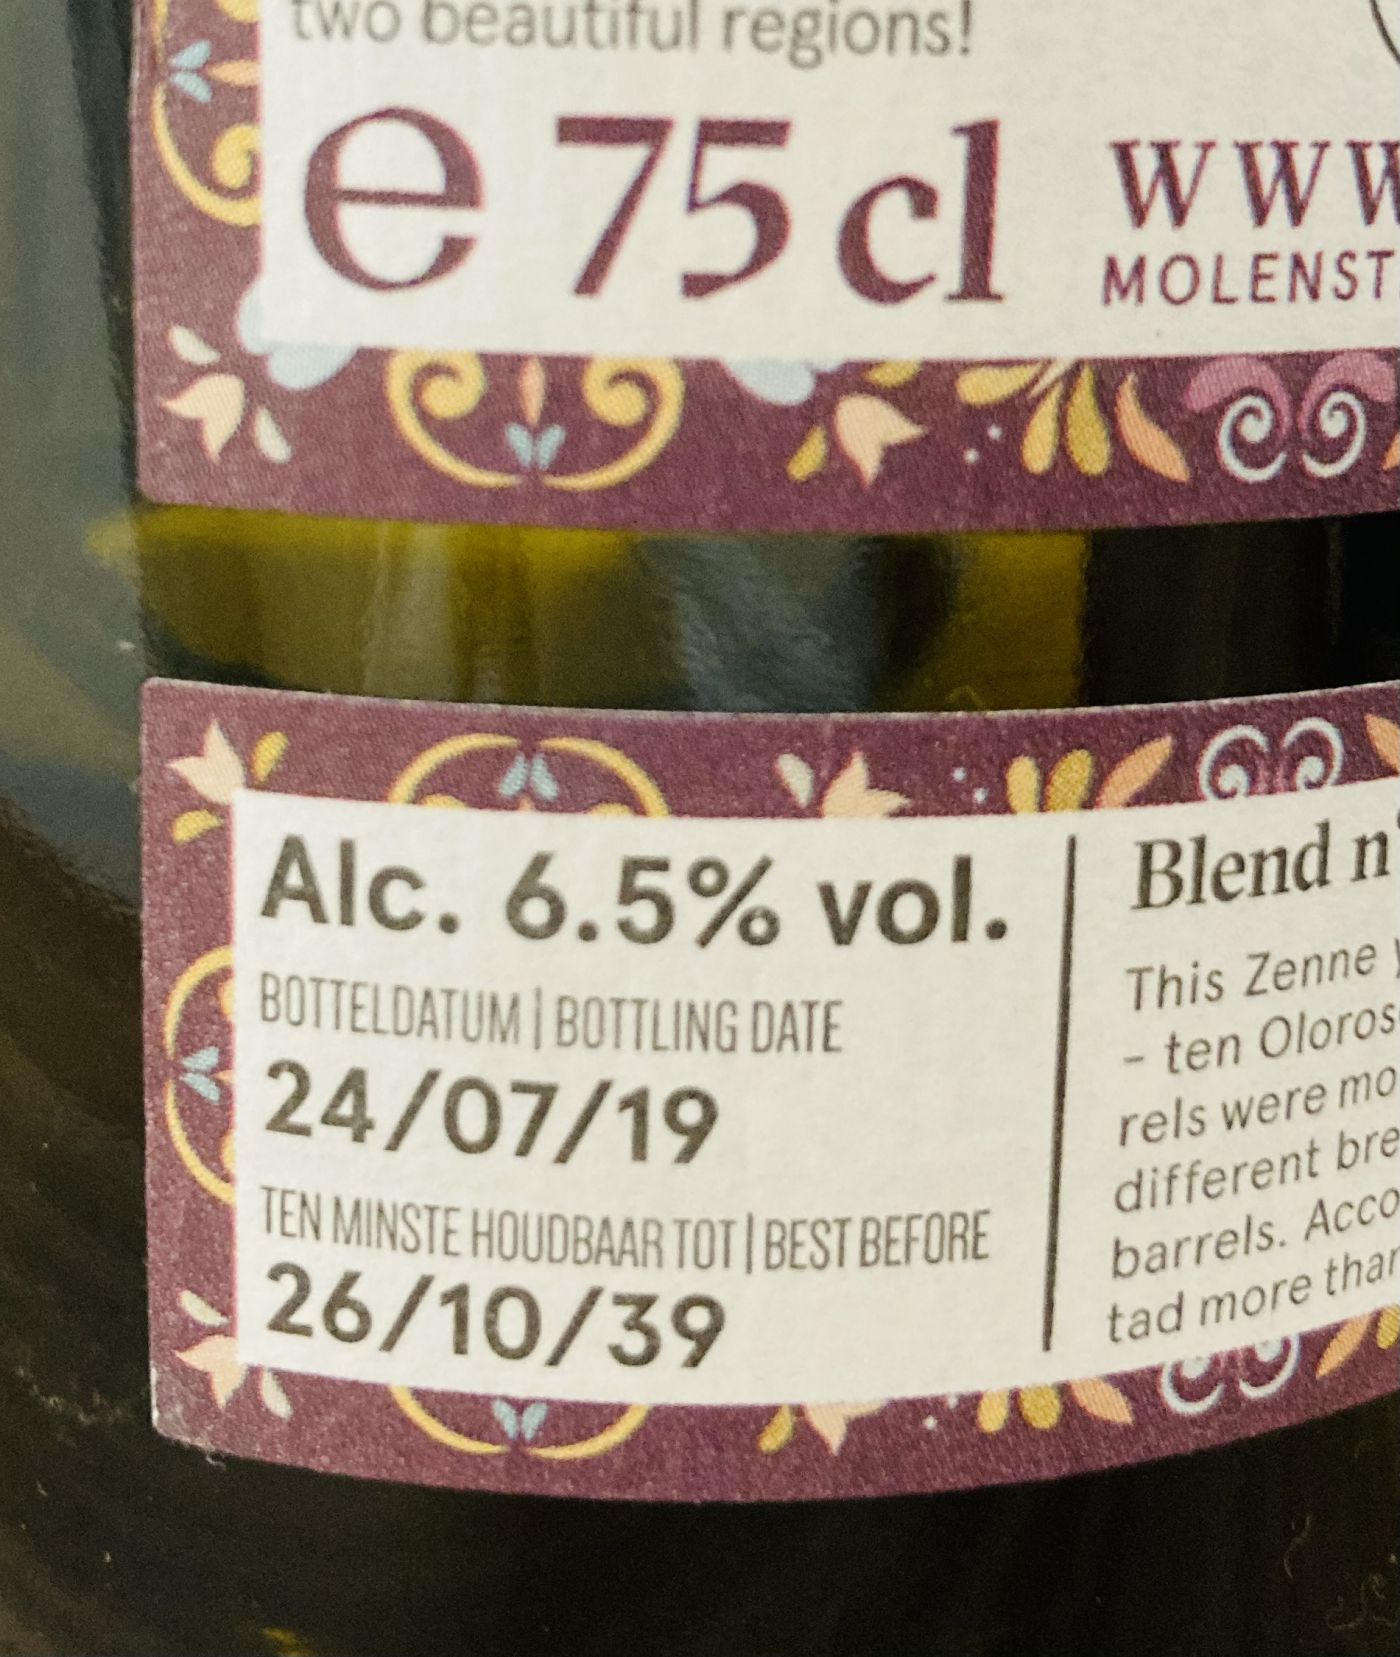 two beautiful regions!
e 75 cl
WWW
MOLENST
Alc. 6.5% vol.
BOTTELDATUM | BOTTLING DATE
24/07/19
TEN MINSTE HOUDBAAR TOT | BEST BEFORE
26/10/39
Blend n°
This Zenne y
– ten Oloros
rels were mo
different bre
barrels. Acco
tad more than